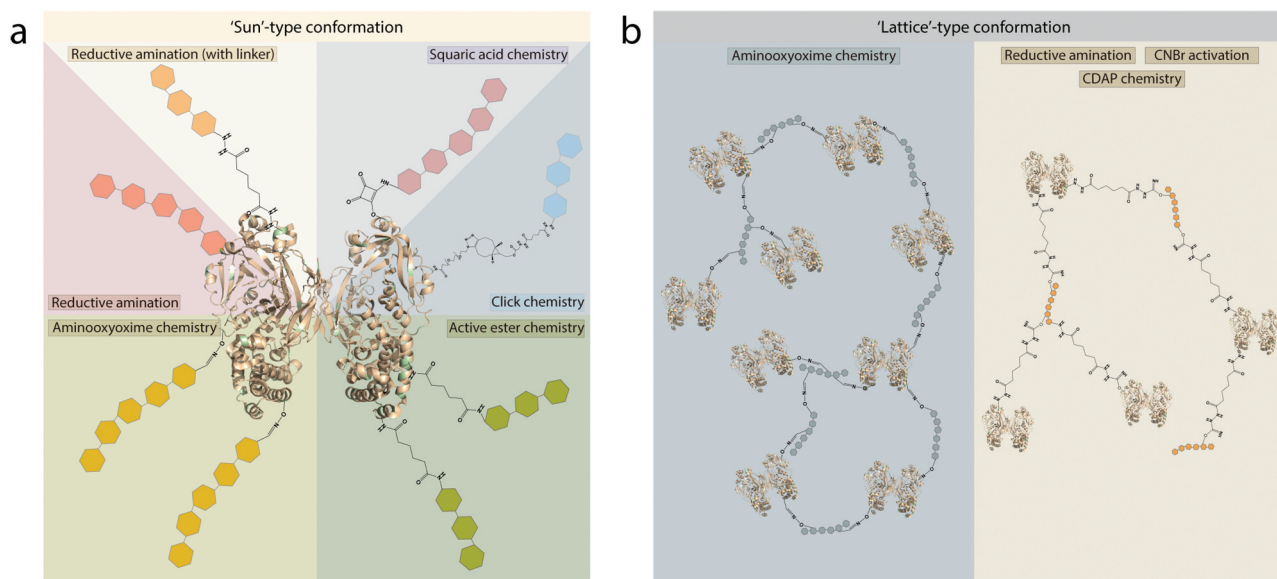 a
'Sun'-type conformation
Reductive amination (with linker)
Squaric acid chemistry
Reductive amination
Click chemistry
Aminooxyoxime chemistry
Active ester chemistry
b
'Lattice'-type conformation
Aminooxyoxime chemistry
Reductive amination
CNBr activation
CDAP chemistry